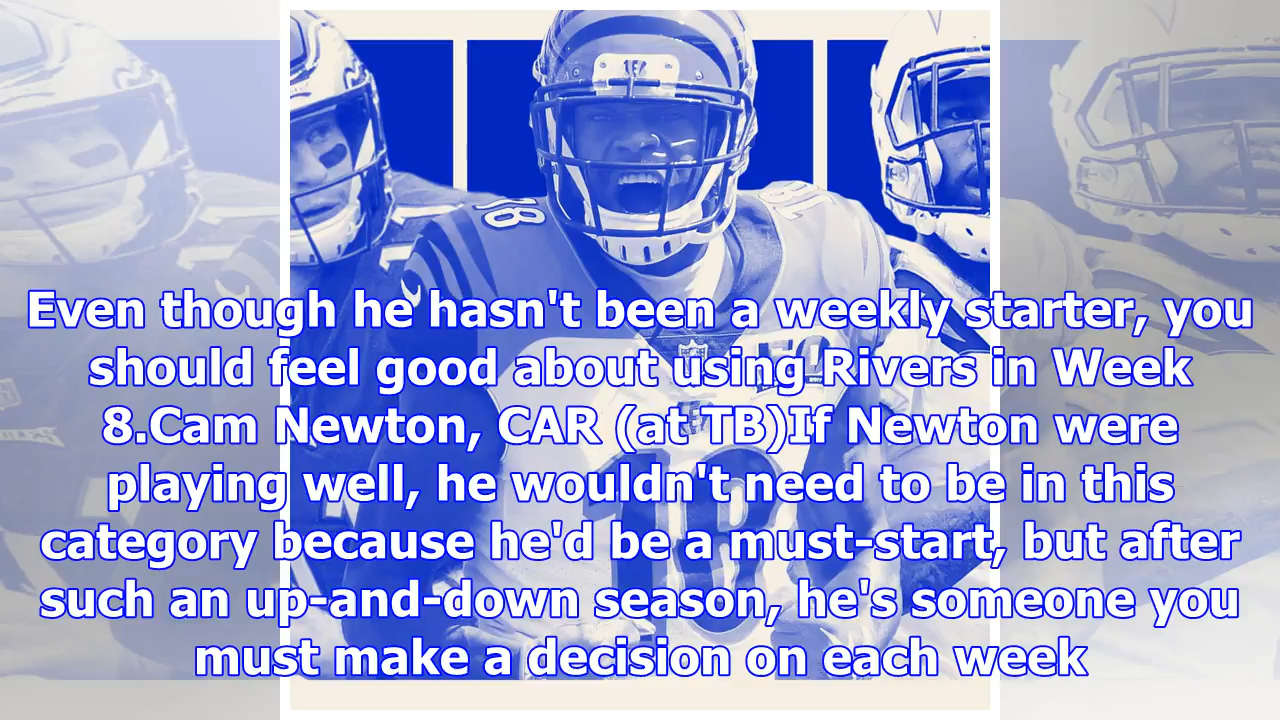 18
Even though he hasn't been a weekly starter, you
should feel good about using Rivers in Week
8.Cam Newton, CAR (at TB)If Newton were
playing well, he wouldn't need to be in this
category because he'd be a must-start, but after
such an up-and-down season, he's someone you
must make a decision on each week
18